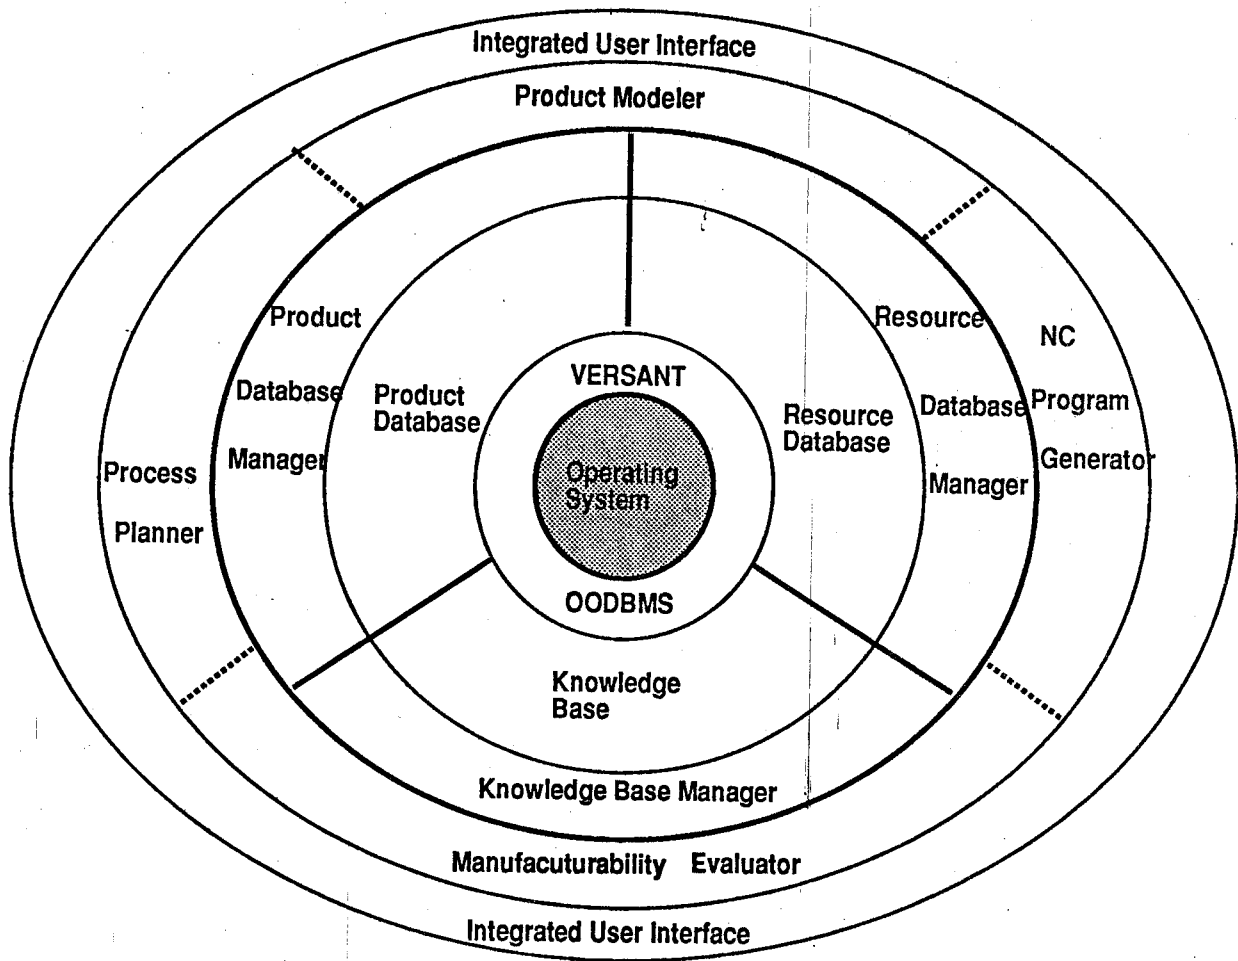 Integrated User Interface
Product Modeler
Product
Database
Manager
Product
Database
VERSANT
Operating
System
OODBMS
Resource
Database
Resource
Database
Manager
NC
Program
Generator
Process
Planner
Knowledge
Base
Knowledge Base Manager
Manufacuturability Evaluator
Integrated User Interface